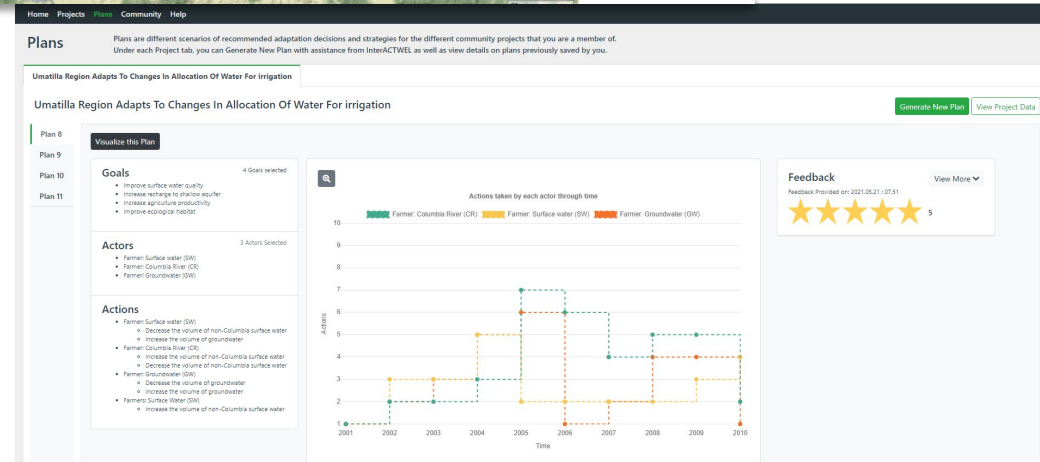 Home Projects Plans Community Help
Plans
Plans are different scenarios of recommended adaptation decisions and strategies for the different community projects that you are a member of.
Under each Project tab, you can Generate New Plan with assistance from InterACTWEL as well as view details on plans previously saved by you.
Umatilla Region Adapts To Changes In Allocation Of Water For irrigation
Umatilla Region Adapts To Changes In Allocation Of Water For irrigation
Generate New Plan
View Project Data
Plan 8
Plan 9
Plan 10
Plan 11
Visualize this Plan
Goals
4 Goals selected
Improve surface water quality
Increase recharge to shallow aquifer
Increase agriculture productivity
Improve ecological habitat
Actors
3 Actors Selected
Farmer: Surface water (SW)
Farmer: Columbia River (CR)
Farmer: Groundwater (GW)
Actions
Farmer: Surface water (SW)
Decrease the volume of non-Columbia surface water
Increase the volume of groundwater
Farmer: Columbia River (CR)
Increase the volume of non-Columbia surface water
Decrease the volume of non-Columbia surface water
Farmer: Groundwater (GW)
Decrease the volume of groundwater
Increase the volume of groundwater
Farmers: Surface Water (SW)
Increase the volume of non-Columbia surface water
Actions taken by each actor through time
Farmer: Columbia River (CR) Farmer: Surface water (SW) Farmer: Groundwater (GW)
10
9
8
7
6
5
4
3
2
1
Actions
2001 2002 2003 2004 2005 2006 2007 2008 2009 2010
Time
Feedback
View More
Feedback Provided on: 2021.05.21 : 07:51
5